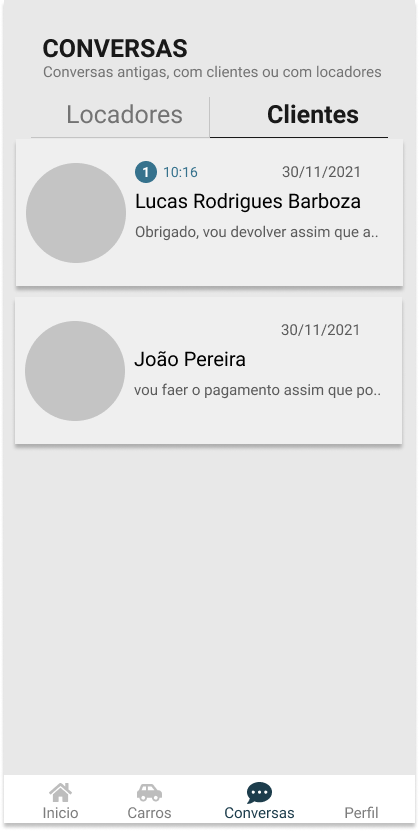 CONVERSAS
Conversas antigas, com clientes ou com locadores
Locadores Clientes
1 10:16 30/11/2021
Lucas Rodrigues Barboza
Obrigado, vou devolver assim que a..
30/11/2021
João Pereira
vou faer o pagamento assim que po..
Inicio Carros Conversas Perfil